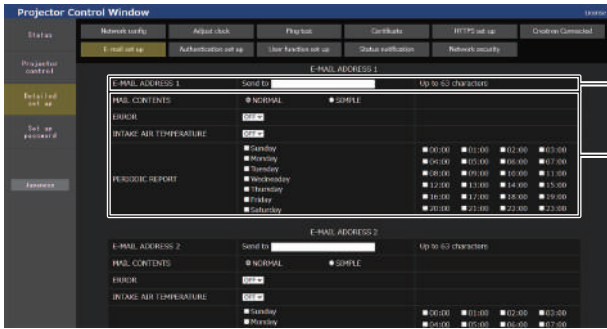 Projector Control Window
License
Status
Projector control
Detailed set up
Set up password
Japanese
Network config Adjust clock Ping test Certificate HTTPS set up Crestron Connected
E-mail set up Authentication set up User function set up Status notification Network security
E-MAIL ADDRESS 1
E-MAIL ADDRESS 1 Send to Up to 63 characters
MAIL CONTENTS NORMAL SIMPLE
ERROR OFF
INTAKE AIR TEMPERATURE OFF
PERIODIC REPORT
Sunday
Monday
Tuesday
Wednesday
Thursday
Friday
Saturday
00:00 01:00 02:00 03:00
04:00 05:00 06:00 07:00
08:00 09:00 10:00 11:00
12:00 13:00 14:00 15:00
16:00 17:00 18:00 19:00
20:00 21:00 22:00 23:00
E-MAIL ADDRESS 2
E-MAIL ADDRESS 2 Send to Up to 63 characters
MAIL CONTENTS NORMAL SIMPLE
ERROR OFF
INTAKE AIR TEMPERATURE OFF
Sunday
Monday
00:00 01:00 02:00 03:00
04:00 05:00 06:00 07:00